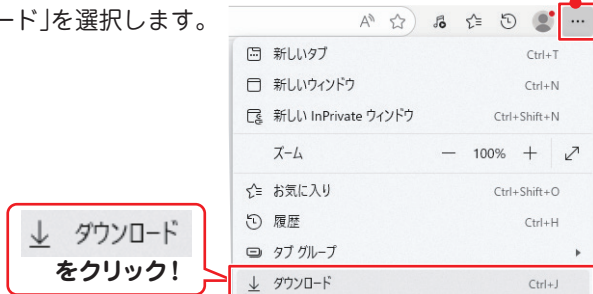 ード」を選択します。
新しいタブ Ctrl+T
新しいウィンドウ Ctrl+N
新しい InPrivate ウィンドウ Ctrl+Shift+N
ズーム — 100% +
お気に入り Ctrl+Shift+O
履歴 Ctrl+H
タブ グループ
ダウンロード Ctrl+J
ダウンロード
をクリック!